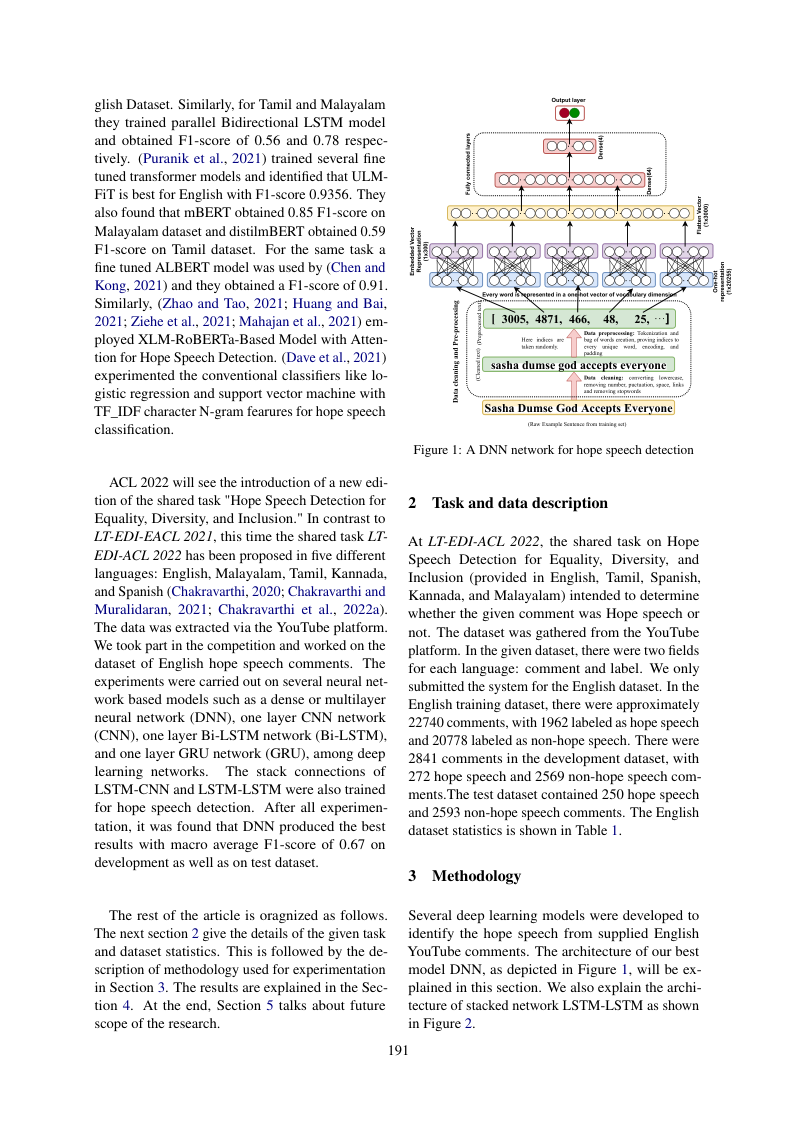 glish Dataset. Similarly, for Tamil and Malayalam
they trained parallel Bidirectional LSTM model
and obtained F1-score of 0.56 and 0.78 respec-
tively. (Puranik et al., 2021) trained several fine
tuned transformer models and identified that ULM-
FiT is best for English with F1-score 0.9356. They
also found that mBERT obtained 0.85 F1-score on
Malayalam dataset and distilmBERT obtained 0.59
F1-score on Tamil dataset. For the same task a
fine tuned ALBERT model was used by (Chen and
Kong, 2021) and they obtained a F1-score of 0.91.
Similarly, (Zhao and Tao, 2021; Huang and Bai,
2021; Ziehe et al., 2021; Mahajan et al., 2021) em-
ployed XLM-RoBERTa-Based Model with Atten-
tion for Hope Speech Detection. (Dave et al., 2021)
experimented the conventional classifiers like lo-
gistic regression and support vector machine with
TF_IDF character N-gram fearures for hope speech
classification.
ACL 2022 will see the introduction of a new edi-
tion of the shared task "Hope Speech Detection for
Equality, Diversity, and Inclusion." In contrast to
LT-EDI-EACL 2021, this time the shared task LT-
EDI-ACL 2022 has been proposed in five different
languages: English, Malayalam, Tamil, Kannada,
and Spanish (Chakravarthi, 2020; Chakravarthi and
Muralidaran, 2021; Chakravarthi et al., 2022a).
The data was extracted via the YouTube platform.
We took part in the competition and worked on the
dataset of English hope speech comments. The
experiments were carried out on several neural net-
work based models such as a dense or multilayer
neural network (DNN), one layer CNN network
(CNN), one layer Bi-LSTM network (Bi-LSTM),
and one layer GRU network (GRU), among deep
learning networks. The stack connections of
LSTM-CNN and LSTM-LSTM were also trained
for hope speech detection. After all experimen-
tation, it was found that DNN produced the best
results with macro average F1-score of 0.67 on
development as well as on test dataset.
The rest of the article is oragnized as follows.
The next section 2 give the details of the given task
and dataset statistics. This is followed by the de-
scription of methodology used for experimentation
in Section 3. The results are explained in the Sec-
tion 4. At the end, Section 5 talks about future
scope of the research.
Output layer
Fully connected layers
Dense(4)
Dense(64)
Flatten Vector
(1x3000)
Embedded Vector
Representation
(1x300)
One-hot
representation
(1x20255)
Every word is represented in a one-hot vector of vocabulary dimension
Data cleaning and Pre-processing
(Preprocessed text)
[ 3005, 4871, 466, 48, 25, ...]
Here indices are
taken randomly.
Data preprocessing: Tokenization and
bag of words creation, proving indices to
every unique word, encoding, and
padding
(Cleaned text)
sasha dumse god accepts everyone
Data cleaning: converting lowercase,
removing number, puctuation, space, links
and removing stopwords
Sasha Dumse God Accepts Everyone
(Raw Example Sentence from training set)
Figure 1: A DNN network for hope speech detection
2 Task and data description
At LT-EDI-ACL 2022, the shared task on Hope
Speech Detection for Equality, Diversity, and
Inclusion (provided in English, Tamil, Spanish,
Kannada, and Malayalam) intended to determine
whether the given comment was Hope speech or
not. The dataset was gathered from the YouTube
platform. In the given dataset, there were two fields
for each language: comment and label. We only
submitted the system for the English dataset. In the
English training dataset, there were approximately
22740 comments, with 1962 labeled as hope speech
and 20778 labeled as non-hope speech. There were
2841 comments in the development dataset, with
272 hope speech and 2569 non-hope speech com-
ments.The test dataset contained 250 hope speech
and 2593 non-hope speech comments. The English
dataset statistics is shown in Table 1.
3 Methodology
Several deep learning models were developed to
identify the hope speech from supplied English
YouTube comments. The architecture of our best
model DNN, as depicted in Figure 1, will be ex-
plained in this section. We also explain the archi-
tecture of stacked network LSTM-LSTM as shown
in Figure 2.
191